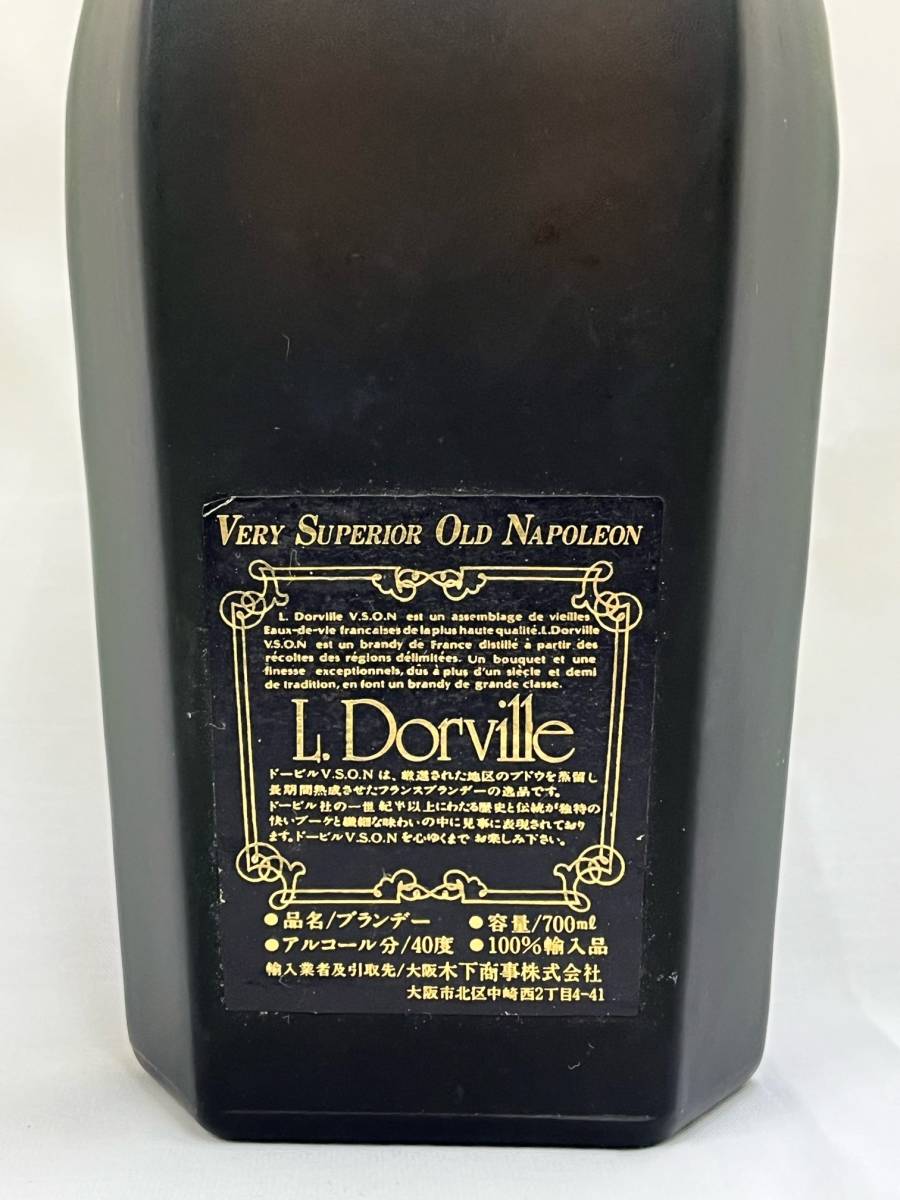 VERY SUPERIOR OLD NAPOLEON
L. Dorville V.S.O.N est un assemblage de vieilles
Eaux-de-vie francaises de la plus haute qualité. L.Dorville
V.S.O.N est un brandy de France distillé à partir des
récoltes des régions délimitées. Un bouquet et une
finesse exceptionnels, dus à plus d'un siècle et demi
de tradition, en font un brandy de grande classe.
L. Dorville
ドービルV.S.O.Nは、厳選された地区のブドウを蒸留し
長期間熟成させたフランスブランデーの逸品です。
ドービル社の一世紀半以上にわたる歴史と伝統が独特の
快いブーケと繊細な味わいの中に見事に表現されており
ます。ドービルV.S.O.Nを心ゆくまでお楽しみ下さい。
●品名/ブランデー ●容量/700ml
●アルコール分/40度 ●100%輸入品
輸入業者及引取先/大阪木下商事株式会社
大阪市北区中崎西2丁目4-41